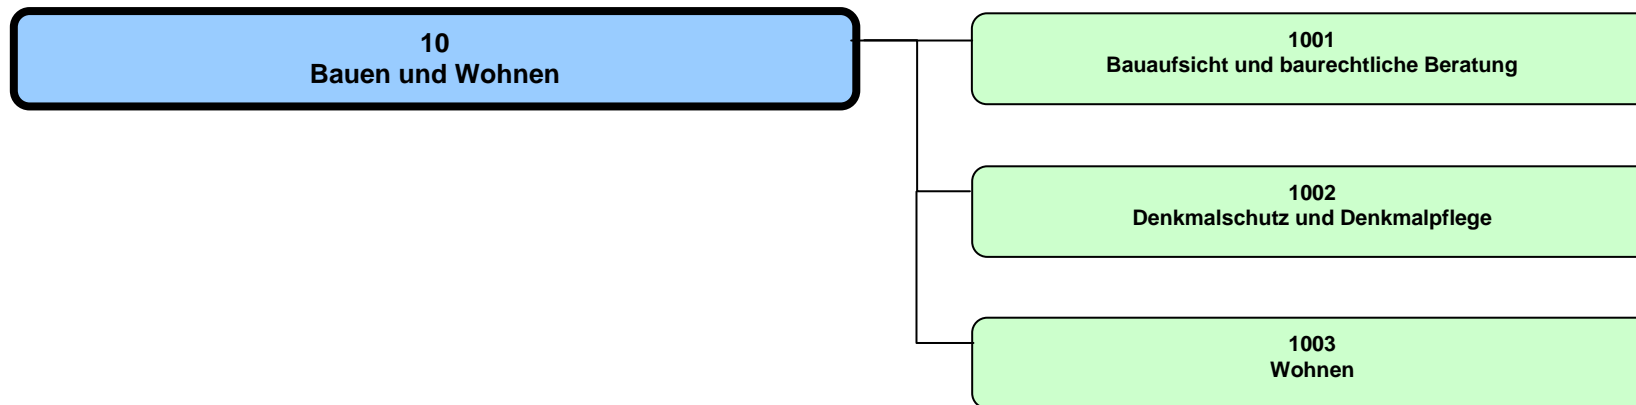 10
Bauen und Wohnen
1001
Bauaufsicht und baurechtliche Beratung
1002
Denkmalschutz und Denkmalpflege
1003
Wohnen